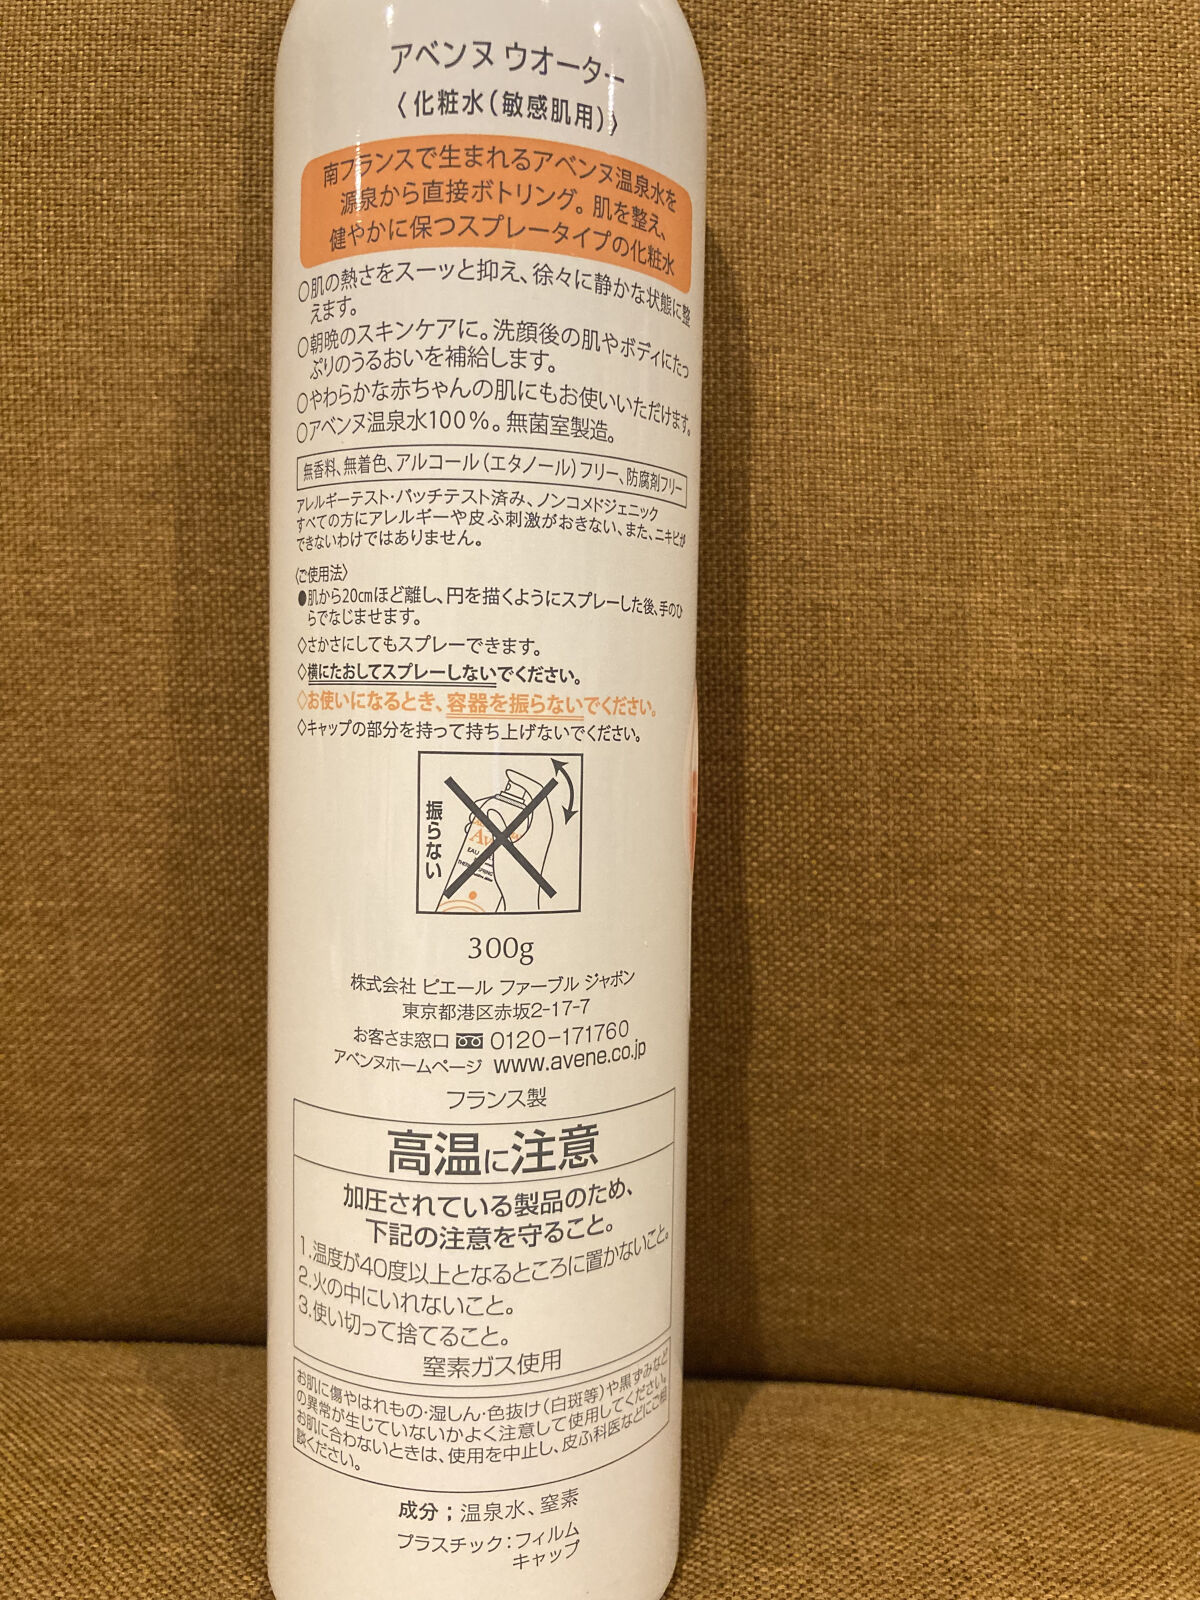 アベンヌ ウオーター
〈化粧水(敏感肌用)〉
南フランスで生まれるアベンヌ温泉水を
源泉から直接ボトリング。肌を整え、
健やかに保つスプレータイプの化粧水
○肌の熱さをスーッと抑え、徐々に静かな状態に整
えます。
○朝晩のスキンケアに。洗顔後の肌やボディにたっ
ぷりのうるおいを補給します。
○やわらかな赤ちゃんの肌にもお使いいただけます。
○アベンヌ温泉水100%。無菌室製造。
無香料、無着色、アルコール(エタノール)フリー、防腐剤フリー
アレルギーテスト・パッチテスト済み、ノンコメドジェニック
すべての方にアレルギーや皮ふ刺激がおきない、また、ニキビが
できないわけではありません。
〈ご使用法〉
●肌から20cmほど離し、円を描くようにスプレーした後、手のひ
らでなじませます。
◇さかさにしてもスプレーできます。
◇横にたおしてスプレーしないでください。
◇お使いになるとき、容器を振らないでください。
◇キャップの部分を持って持ち上げないでください。
振らない
Av
EAU
300g
株式会社 ピエール ファーブル ジャポン
東京都港区赤坂2-17-7
お客さま窓口 0120-171760
アベンヌホームページ www.avene.co.jp
フランス製
高温に注意
加圧されている製品のため、
下記の注意を守ること。
1.温度が40度以上となるところに置かないこと。
2.火の中にいれないこと。
3.使い切って捨てること。
窒素ガス使用
お肌に傷やはれもの・湿しん・色抜け(白斑等)や黒ずみなど
の異常が生じていないかよく注意して使用してください。
お肌に合わないときは、使用を中止し、皮ふ科医などにご相
談ください。
成分;温泉水、窒素
プラスチック:フィルム
キャップ